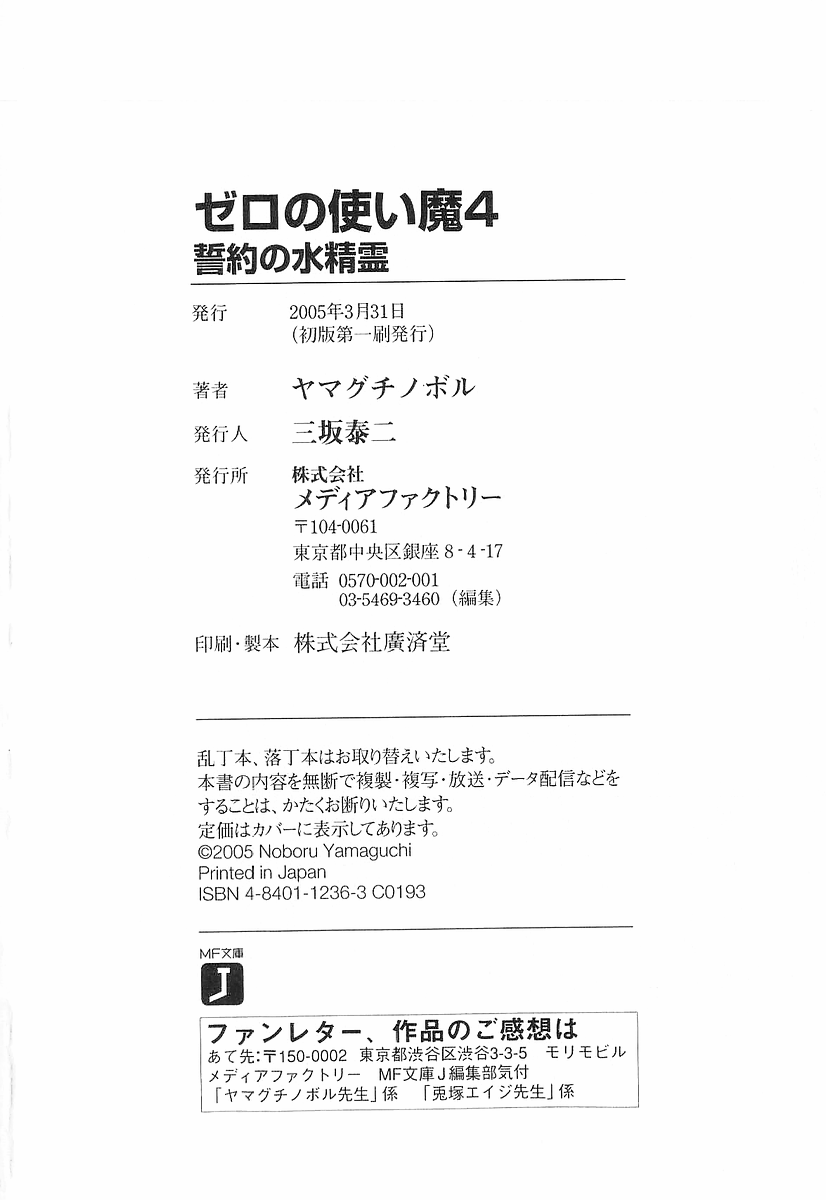 ゼロの使い魔4
誓約の水精霊
発行 2005年3月31日
(初版第一刷発行)
著者 ヤマグチノボル
発行人 三坂泰二
発行所 株式会社
メディアファクトリー
〒104-0061
東京都中央区銀座8-4-17
電話 0570-002-001
03-5469-3460(編集)
印刷・製本 株式会社廣済堂
乱丁本、落丁本はお取り替えいたします。
本書の内容を無断で複製・複写・放送・データ配信などを
することは、かたくお断りいたします。
定価はカバーに表示してあります。
©2005 Noboru Yamaguchi
Printed in Japan
ISBN 4-8401-1236-3 C0193
MF文庫
J
ファンレター、作品のご感想は
あて先:〒150-0002 東京都渋谷区渋谷3-3-5 モリモビル
メディアファクトリー MF文庫J編集部気付
「ヤマグチノボル先生」係 「兎塚エイジ先生」係